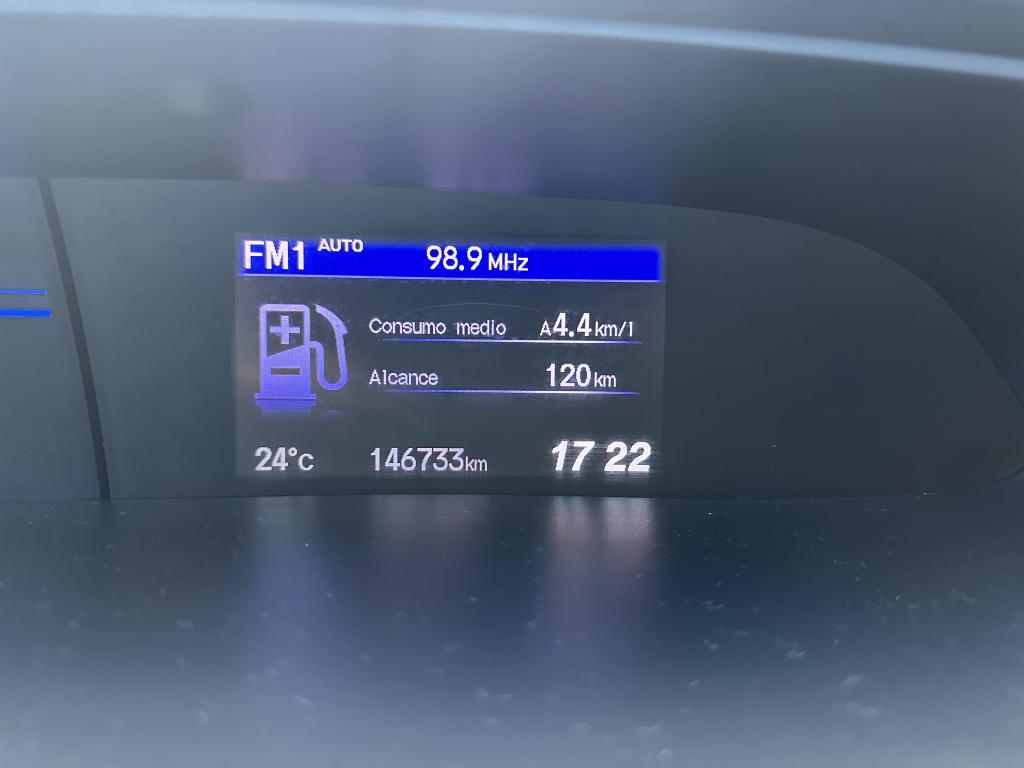 FM1 AUTO 98.9 MHz
Consumo medio A4.4 km/l
Alcance 120 km
24°C 146733 km 17 22